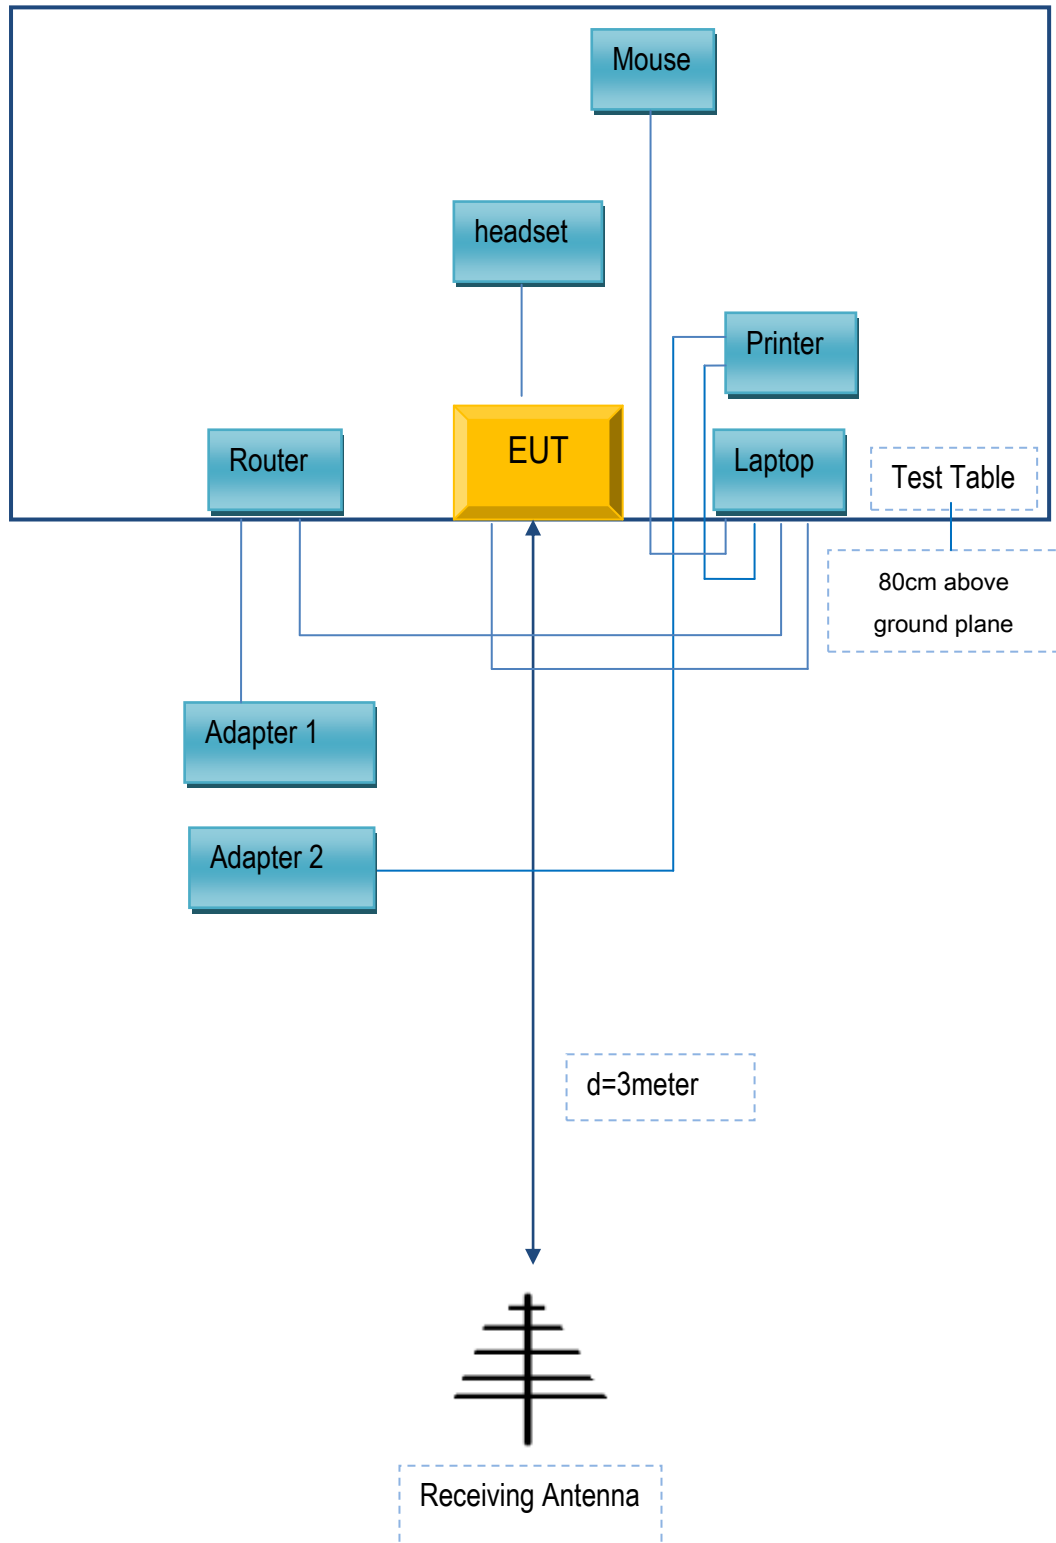 Mouse
headset
Printer
EUT
Router
Laptop
Test Table
80cm above
ground plane
Adapter 1
Adapter 2
d=3meter
Receiving Antenna